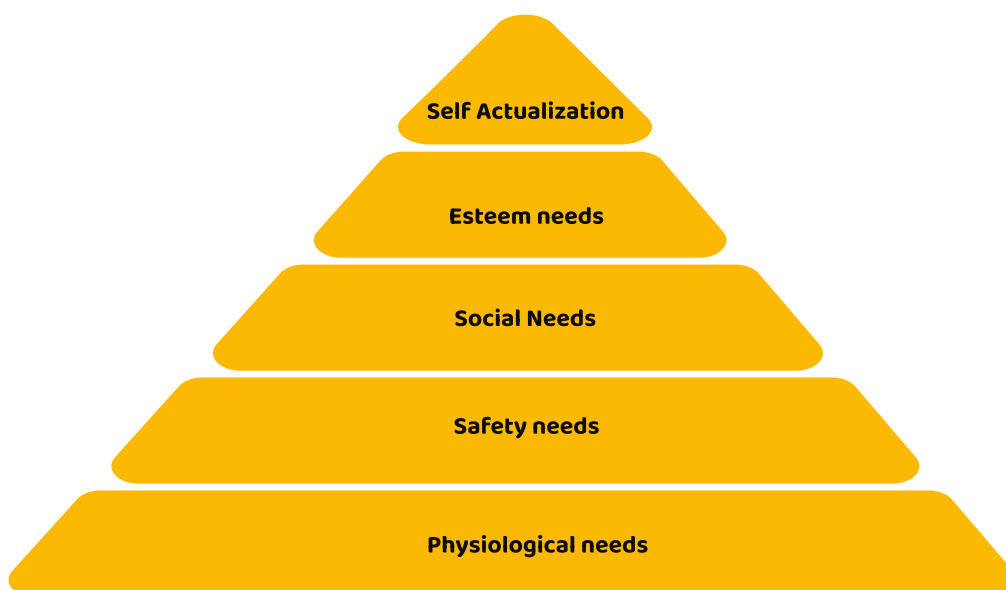 Self Actualization
Esteem needs
Social Needs
Safety needs
Physiological needs